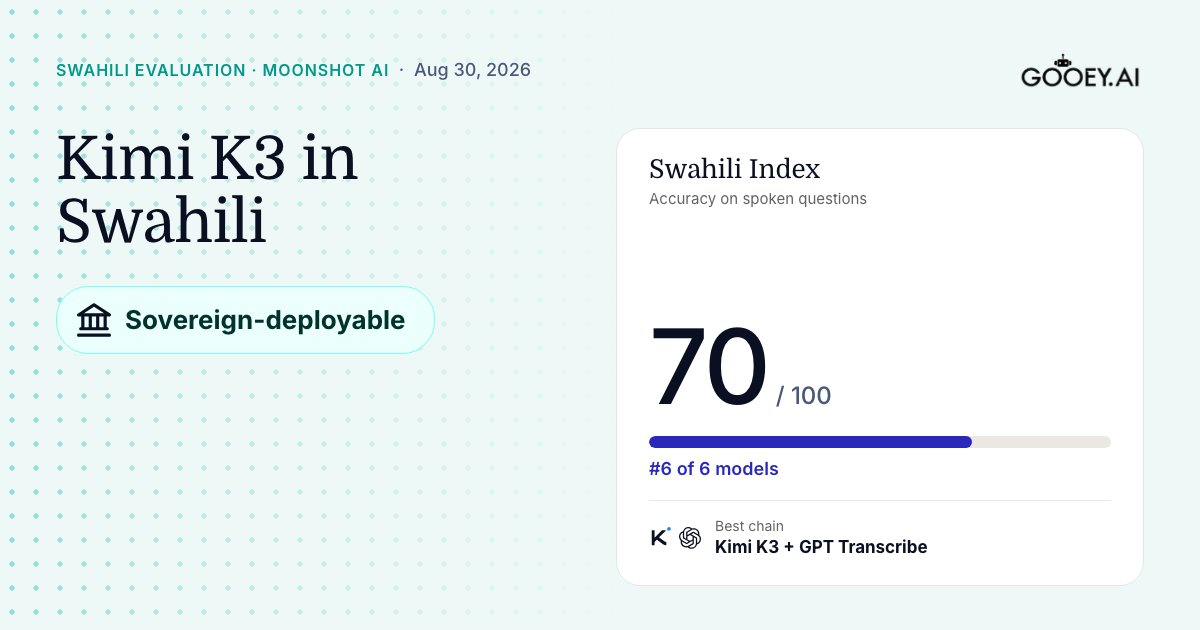 SWAHILI EVALUATION · MOONSHOT AI · Aug 30, 2026
GOOEY.AI
Kimi K3 in
Swahili
Sovereign-deployable
Swahili Index
Accuracy on spoken questions
70 / 100
#6 of 6 models
Best chain
Kimi K3 + GPT Transcribe